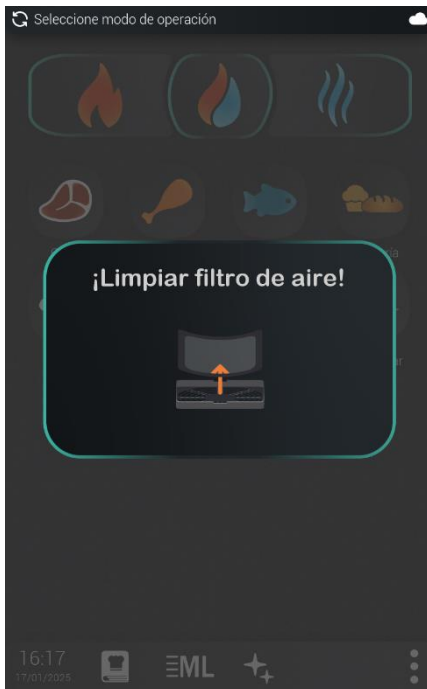 Seleccione modo de operación
¡Limpiar filtro de aire!
16:17
17/01/2025
ML